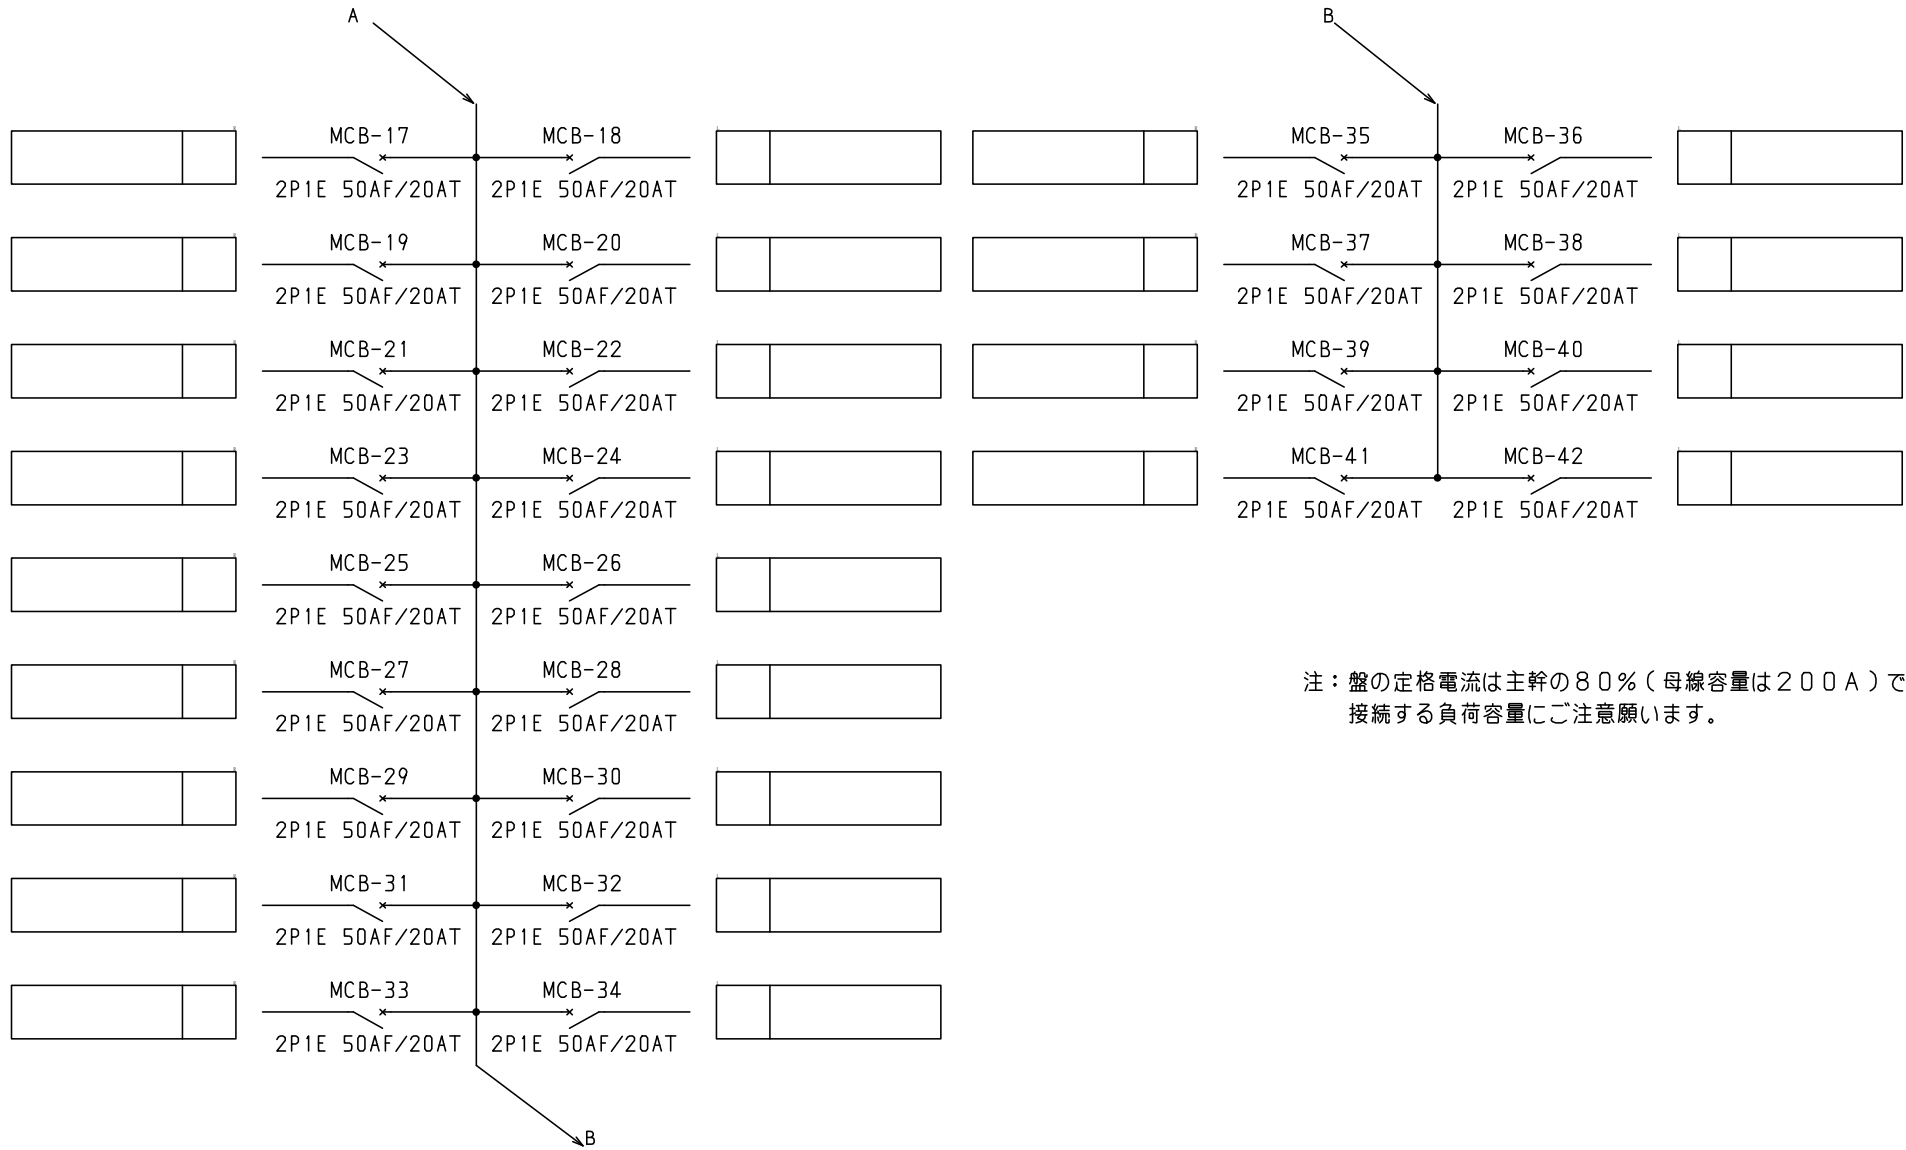 A
MCB-17 MCB-18
2P1E 50AF/20AT 2P1E 50AF/20AT
MCB-19 MCB-20
2P1E 50AF/20AT 2P1E 50AF/20AT
MCB-21 MCB-22
2P1E 50AF/20AT 2P1E 50AF/20AT
MCB-23 MCB-24
2P1E 50AF/20AT 2P1E 50AF/20AT
MCB-25 MCB-26
2P1E 50AF/20AT 2P1E 50AF/20AT
MCB-27 MCB-28
2P1E 50AF/20AT 2P1E 50AF/20AT
MCB-29 MCB-30
2P1E 50AF/20AT 2P1E 50AF/20AT
MCB-31 MCB-32
2P1E 50AF/20AT 2P1E 50AF/20AT
MCB-33 MCB-34
2P1E 50AF/20AT 2P1E 50AF/20AT
B
B
MCB-35 MCB-36
2P1E 50AF/20AT 2P1E 50AF/20AT
MCB-37 MCB-38
2P1E 50AF/20AT 2P1E 50AF/20AT
MCB-39 MCB-40
2P1E 50AF/20AT 2P1E 50AF/20AT
MCB-41 MCB-42
2P1E 50AF/20AT 2P1E 50AF/20AT
注：盤の定格電流は主幹の８０％（母線容量は２００Ａ）で
接続する負荷容量にご注意願います。